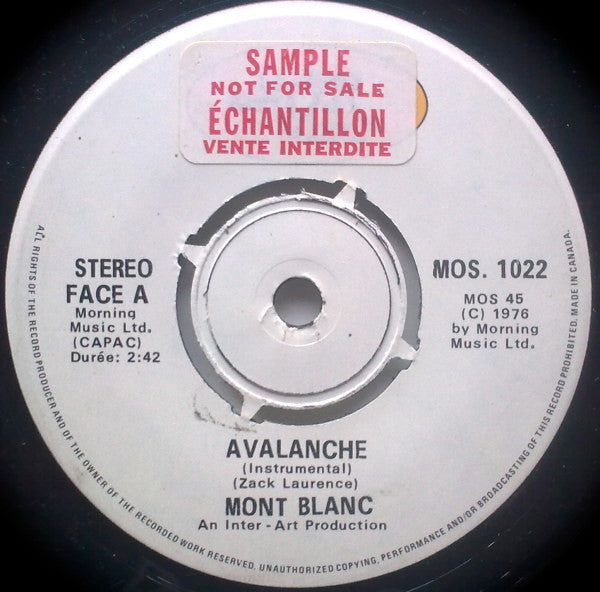 SAMPLE
NOT FOR SALE
ÉCHANTILLON
VENTE INTERDITE
STEREO
FACE A
Morning
Music Ltd.
(CAPAC)
Durée: 2:42
MOS. 1022
MOS 45
(C) 1976
by Morning
Music Ltd.
AVALANCHE
(Instrumental)
(Zack Laurence)
MONT BLANC
An Inter-Art Production
ALL RIGHTS OF THE RECORD PRODUCER AND OF THE OWNER OF THE RECORDED WORK RESERVED. UNAUTHORIZED COPYING, PERFORMANCE AND/OR BROADCASTING OF THIS RECORD PROHIBITED. MADE IN CANADA.